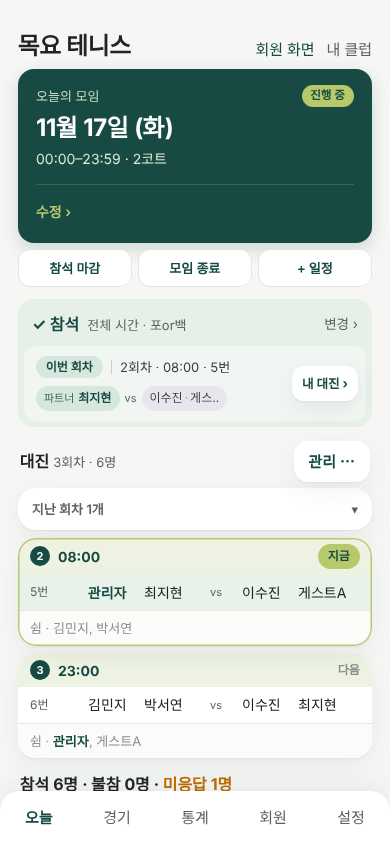 목요 테니스 회원 화면 내 클럽
오늘의 모임 진행 중
11월 17일 (화)
00:00–23:59 · 2코트
수정 ›
참석 마감 모임 종료 + 일정
✓ 참석 전체 시간 · 포or백 변경 ›
이번 회차 2회차 · 08:00 · 5번
내 대진 ›
파트너 최지현 vs 이수진 · 게스..
대진 3회차 · 6명 관리 ···
지난 회차 1개 ▾
2 08:00 지금
5번 관리자 최지현 vs 이수진 게스트A
쉼 · 김민지, 박서연
3 23:00 다음
6번 김민지 박서연 vs 이수진 최지현
쉼 · 관리자, 게스트A
참석 6명 · 불참 0명 · 미응답 1명
오늘 경기 통계 회원 설정